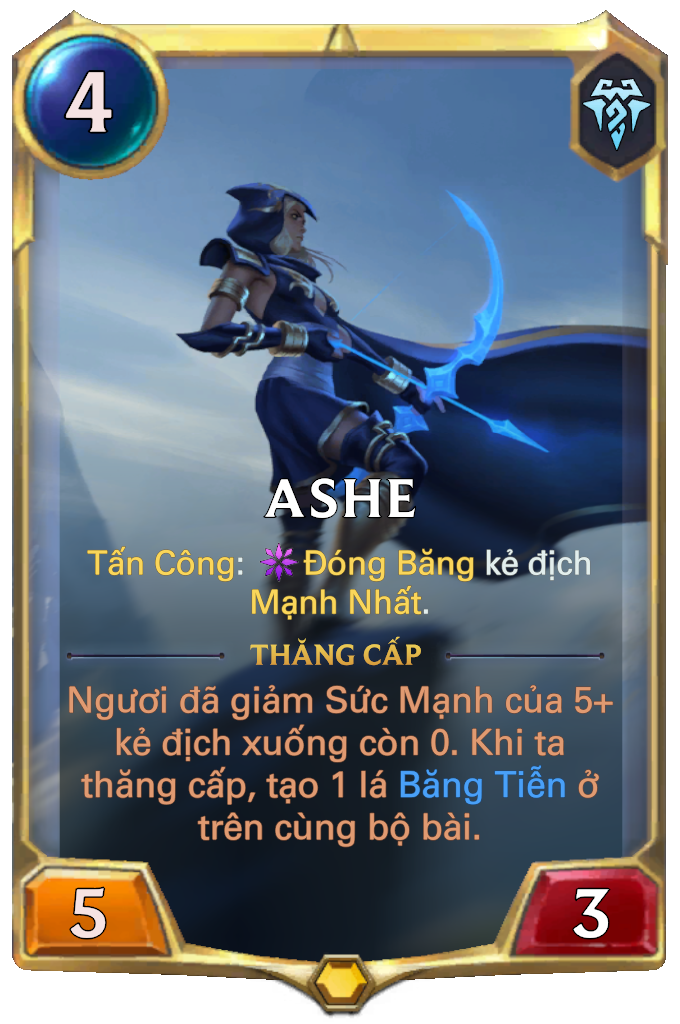 4
ASHE
Tấn Công: Đóng Băng kẻ địch
Mạnh Nhất.
THĂNG CẤP
Ngươi đã giảm Sức Mạnh của 5+
kẻ địch xuống còn 0. Khi ta
thăng cấp, tạo 1 lá Băng Tiễn ở
trên cùng bộ bài.
5
3